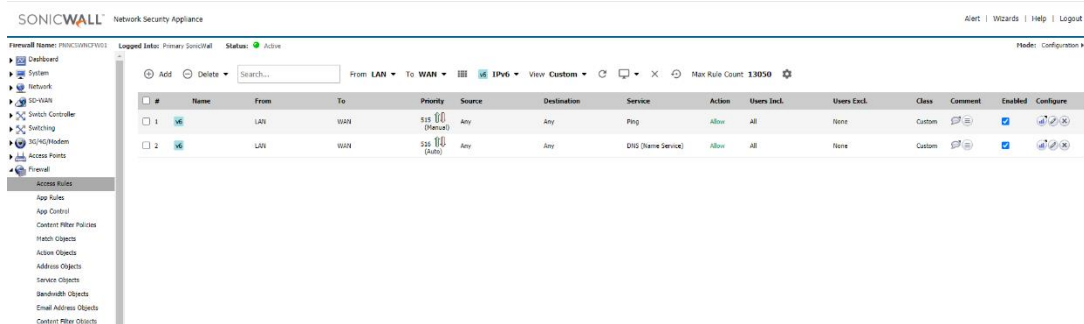 SONICWALL Network Security Appliance
Alert | Wizards | Help | Logout
Firewall Name: PNNCSWNCFW01 Logged Into: Primary SonicWall Status: Active
Mode: Configuration
Dashboard
System
Network
SD-WAN
Switch Controller
Switching
3G/4G/Modem
Access Points
Firewall
Access Rules
App Rules
App Control
Content Filter Policies
Match Objects
Action Objects
Address Objects
Service Objects
Bandwidth Objects
Email Address Objects
Content Filter Objects
Add Delete Search... From LAN To WAN v6 IPv6 View Custom Max Rule Count 13050
# Name From To Priority Source Destination Service Action Users Incl. Users Excl. Class Comment Enabled Configure
1 v6 LAN WAN 515 (Manual) Any Any Ping Allow All None Custom
2 v6 LAN WAN 516 (Auto) Any Any DNS (Name Service) Allow All None Custom